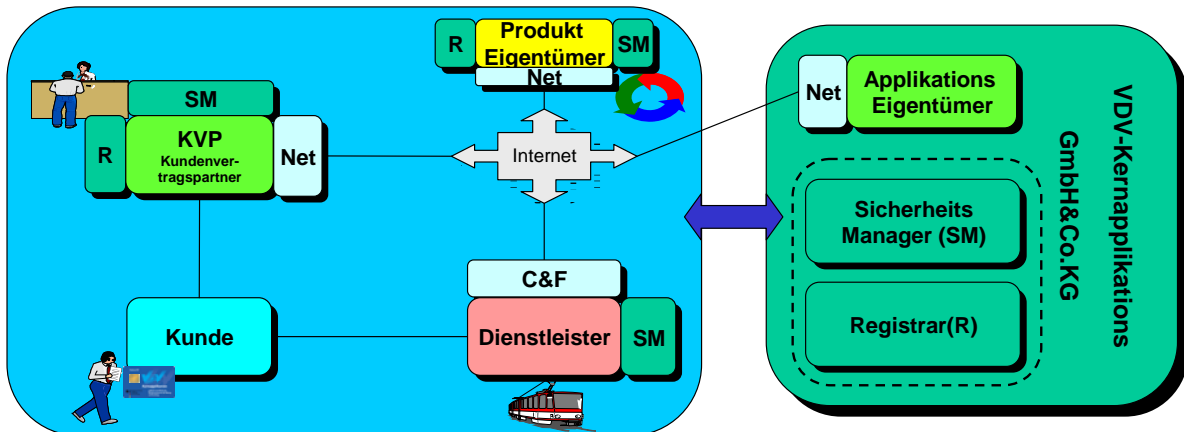 R
Produkt
Eigentümer
SM
Net
SM
R
KVP
Kundenver-
tragspartner
Net
Internet
C&F
Kunde
Dienstleister
SM
Net
Applikations
Eigentümer
Sicherheits
Manager (SM)
Registrar(R)
VDV-Kernapplikations
GmbH&Co.KG